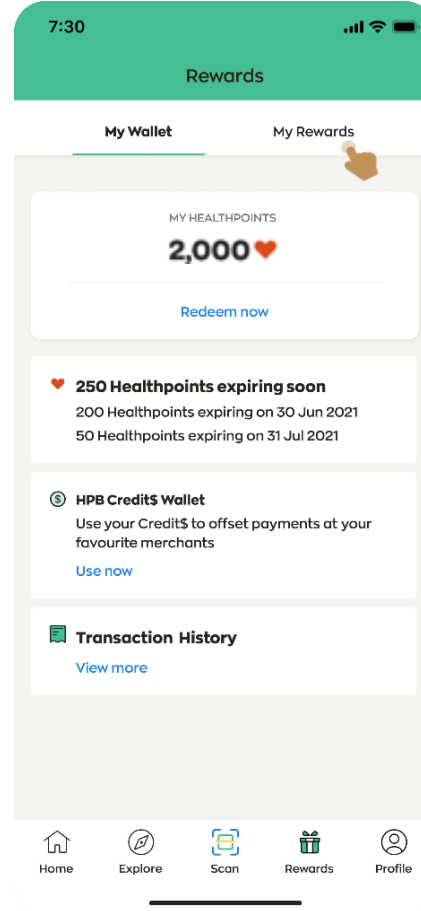 7:30
Rewards
My Wallet
My Rewards
MY HEALTHPOINTS
2,000
Redeem now
250 Healthpoints expiring soon
200 Healthpoints expiring on 30 Jun 2021
50 Healthpoints expiring on 31 Jul 2021
HPB Credit$ Wallet
Use your Credit$ to offset payments at your
favourite merchants
Use now
Transaction History
View more
Home
Explore
Scan
Rewards
Profile